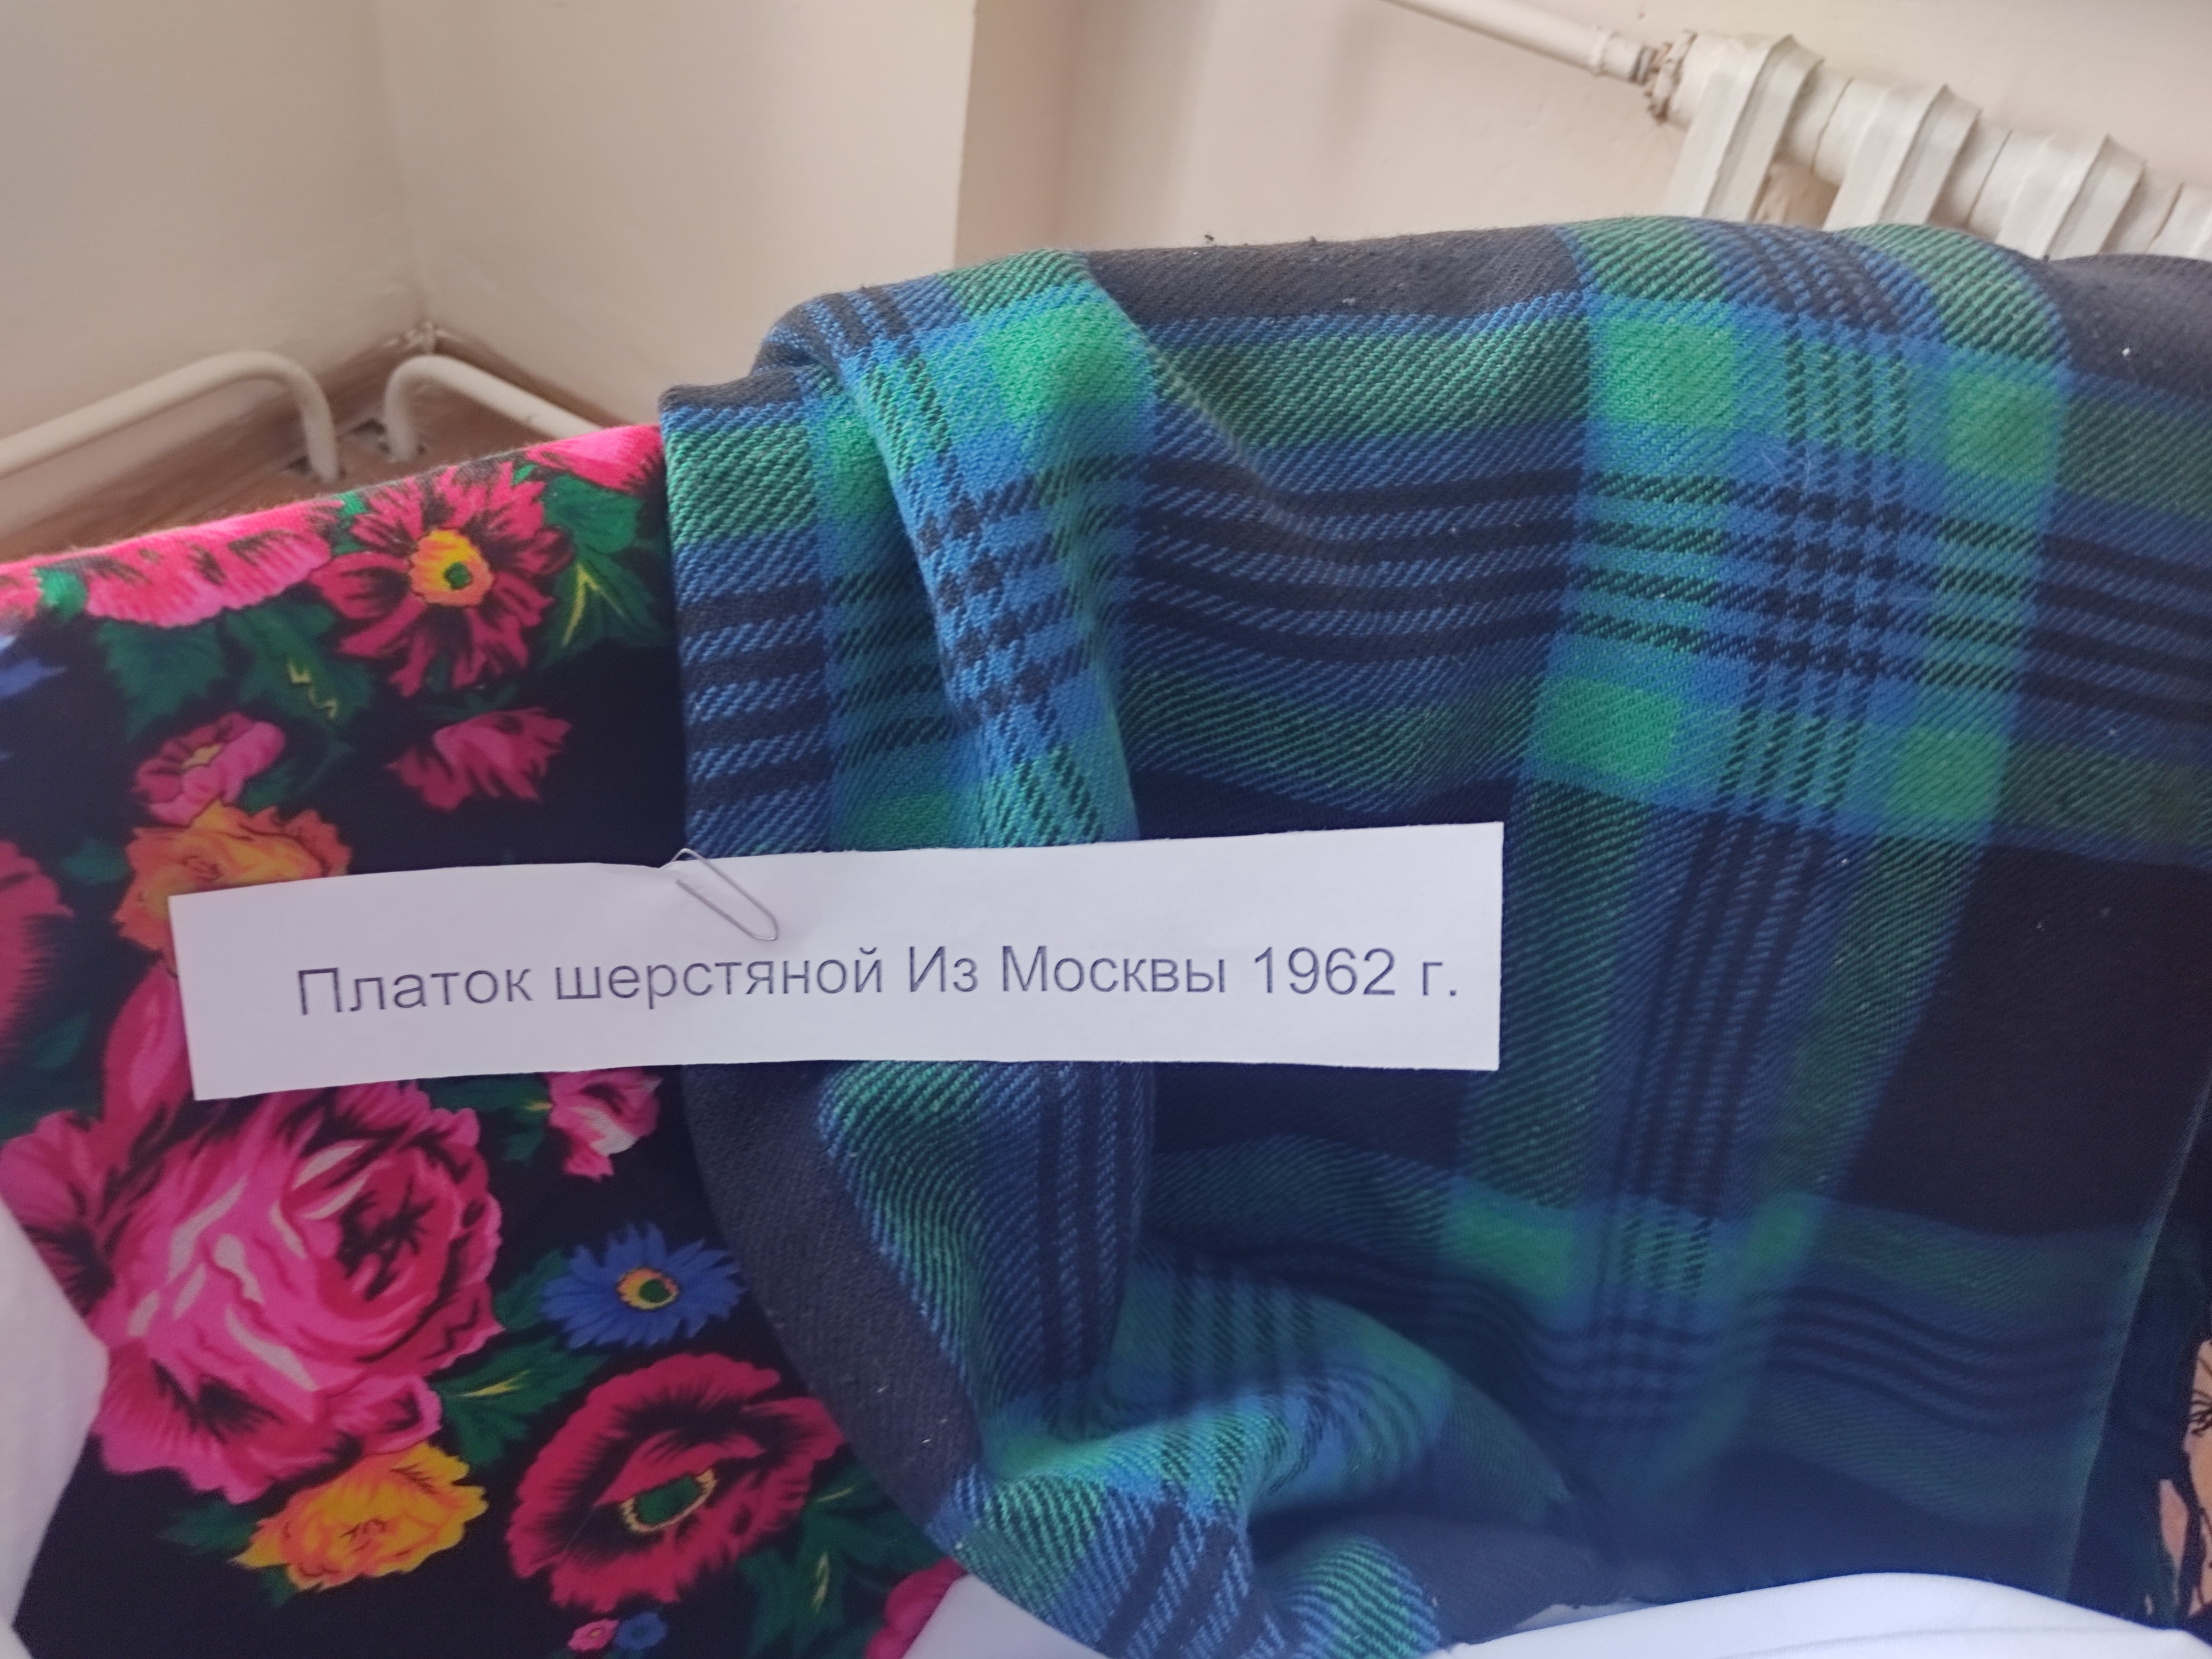 Платок шерстяной Из Москвы 1962 г.